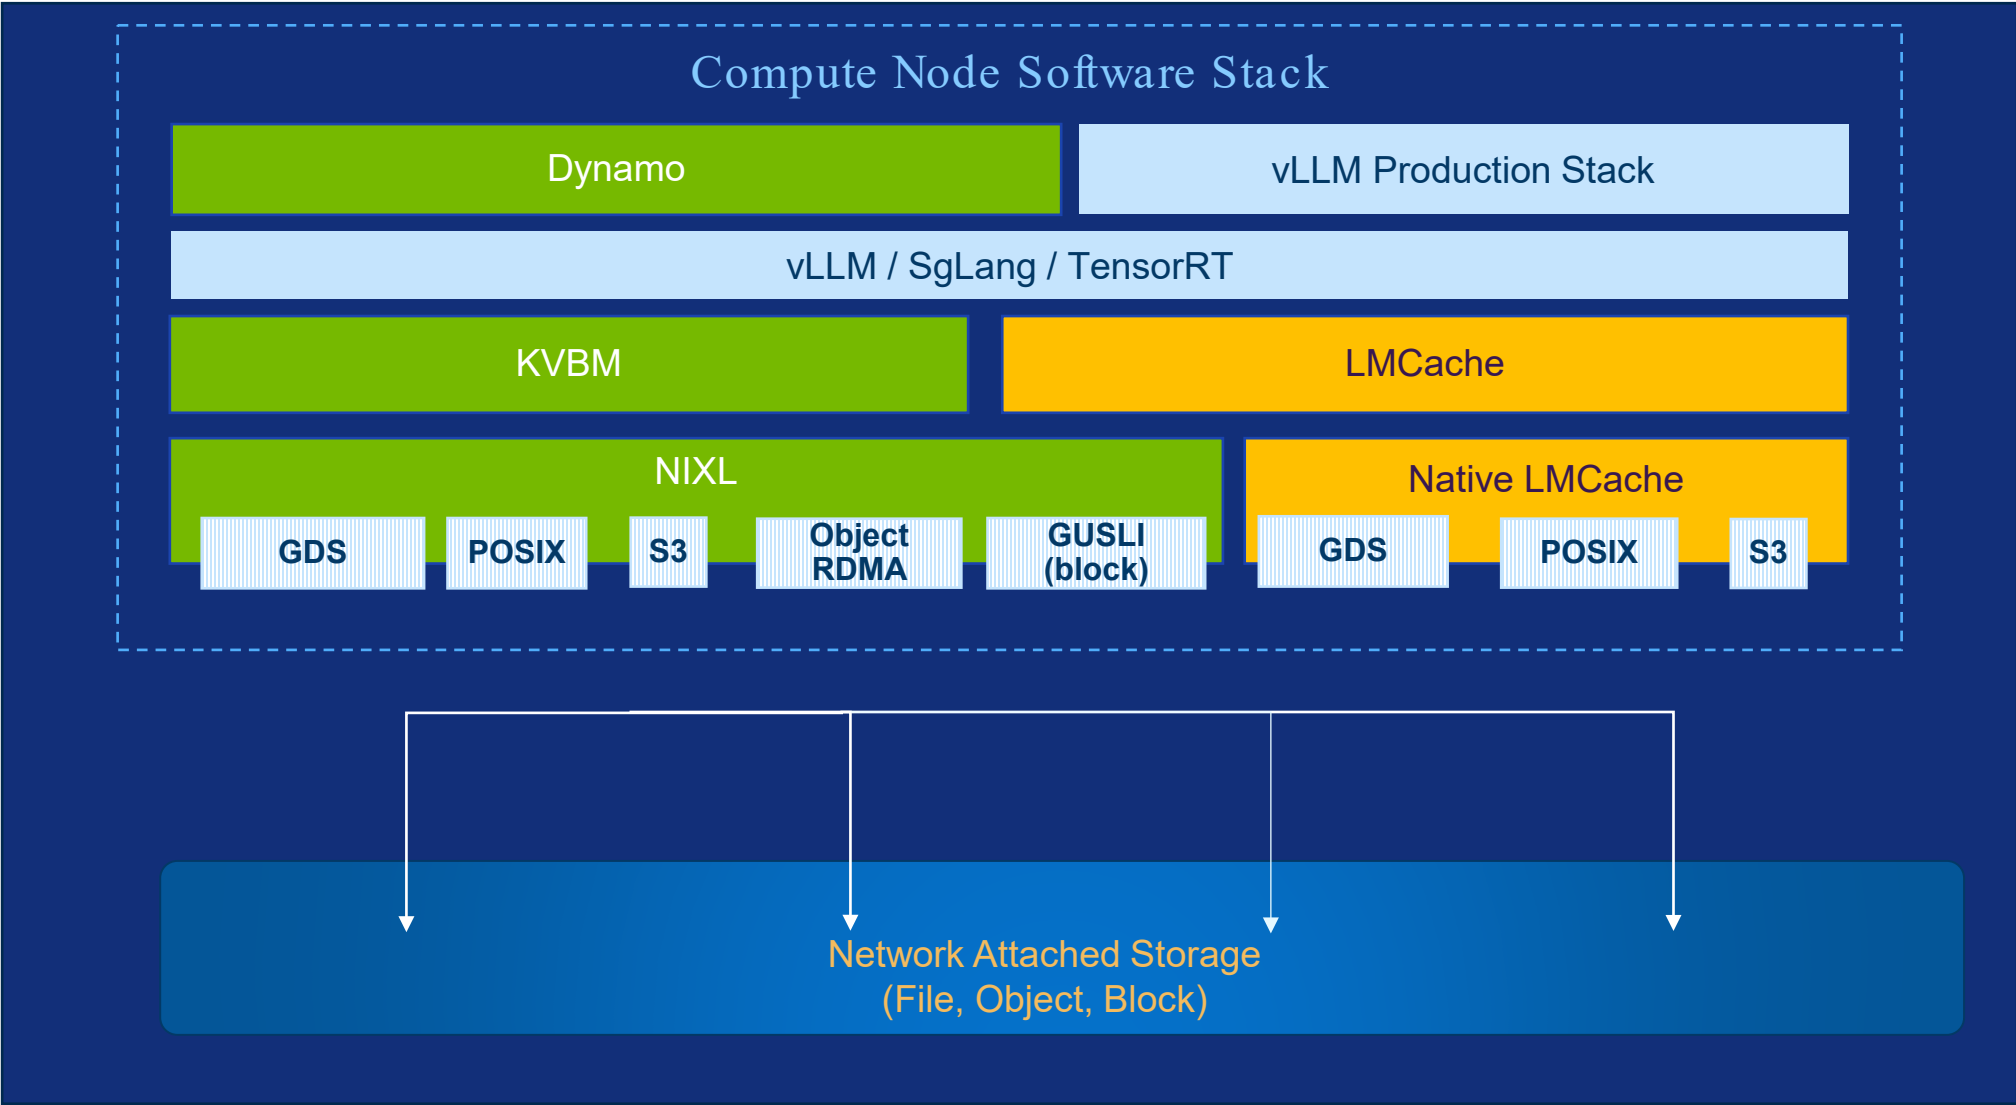 Compute Node Software Stack
Dynamo
vLLM Production Stack
vLLM / SgLang / TensorRT
KVBM
LMCache
NIXL
Native LMCache
GDS
POSIX
S3
Object
RDMA
GUSLI
(block)
GDS
POSIX
S3
Network Attached Storage
(File, Object, Block)